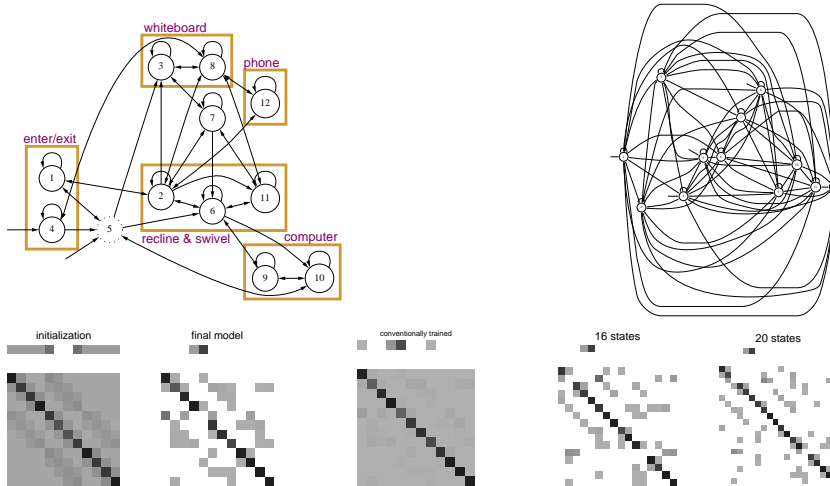 whiteboard
3
8
phone
12
7
enter/exit
1
2
11
4
5
6
recline & swivel
computer
9
10
initialization
final model
conventionally trained
16 states
20 states